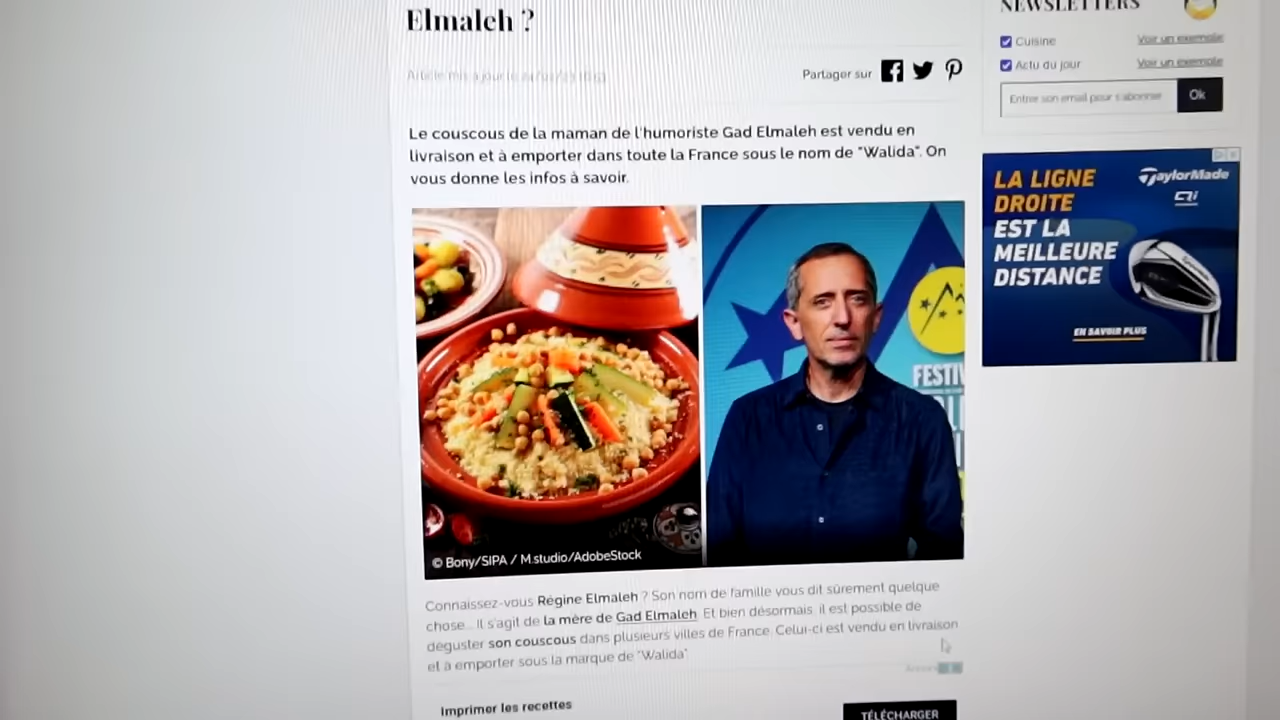 Elmaleh ?
Article mis à jour le
Partager sur
Le couscous de la maman de l'humoriste Gad Elmaleh est vendu en
livraison et à emporter dans toute la France sous le nom de "Walida". On
vous donne les infos à savoir.
FESTI
© Bony/SIPA / M.studio/AdobeStock
Connaissez-vous Régine Elmaleh ? Son nom de famille vous dit sûrement quelque
chose... Il s'agit de la mère de Gad Elmaleh. Et bien désormais, il est possible de
déguster son couscous dans plusieurs villes de France. Celui-ci est vendu en livraison
et à emporter sous la marque de "Walida"
Imprimer les recettes
TÉLÉCHARGER
NEWSLETTERS
Cuisine
Voir un exemple
Actu du jour
Voir un exemple
Entrer son email pour s'abonner
Ok
LA LIGNE
DROITE
EST LA
MEILLEURE
DISTANCE
TaylorMade
Qi
EN SAVOIR PLUS